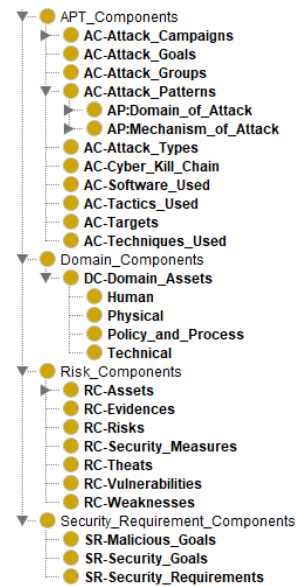 APT_Components
AC-Attack_Campaigns
AC-Attack_Goals
AC-Attack_Groups
AC-Attack_Patterns
AP:Domain_of_Attack
AP:Mechanism_of_Attack
AC-Attack_Types
AC-Cyber_Kill_Chain
AC-Software_Used
AC-Tactics_Used
AC-Targets
AC-Techniques_Used
Domain_Components
DC-Domain_Assets
Human
Physical
Policy_and_Process
Technical
Risk_Components
RC-Assets
RC-Evidences
RC-Risks
RC-Security_Measures
RC-Threats
RC-Vulnerabilities
RC-Weaknesses
Security_Requirement_Components
SR-Malicious_Goals
SR-Security_Goals
SR-Security_Requirements